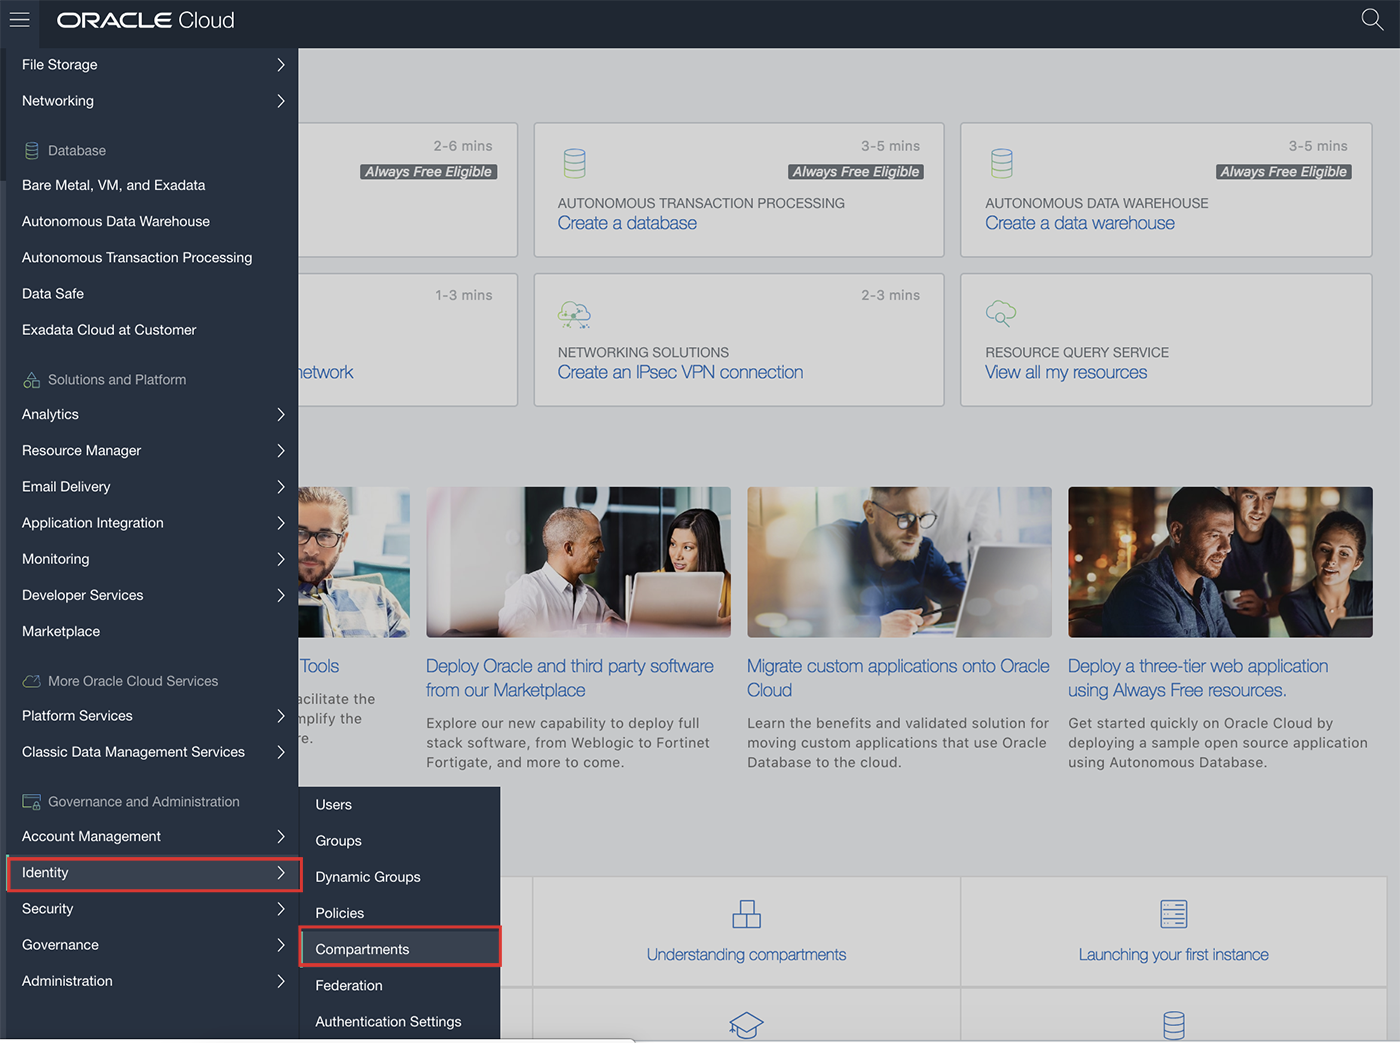 ORACLE Cloud
File Storage
Networking
Database
Bare Metal, VM, and Exadata
Autonomous Data Warehouse
Autonomous Transaction Processing
Data Safe
Exadata Cloud at Customer
Solutions and Platform
Analytics
Resource Manager
Email Delivery
Application Integration
Monitoring
Developer Services
Marketplace
More Oracle Cloud Services
Platform Services
Classic Data Management Services
Governance and Administration
Account Management
Identity
Security
Governance
Administration
Users
Groups
Dynamic Groups
Policies
Compartments
Federation
Authentication Settings
2-6 mins
Always Free Eligible
3-5 mins
Always Free Eligible
AUTONOMOUS TRANSACTION PROCESSING
Create a database
3-5 mins
Always Free Eligible
AUTONOMOUS DATA WAREHOUSE
Create a data warehouse
1-3 mins
network
2-3 mins
NETWORKING SOLUTIONS
Create an IPsec VPN connection
RESOURCE QUERY SERVICE
View all my resources
Tools
acilitate the
mplify the
re.
Deploy Oracle and third party software
from our Marketplace
Explore our new capability to deploy full
stack software, from Weblogic to Fortinet
Fortigate, and more to come.
Migrate custom applications onto Oracle
Cloud
Learn the benefits and validated solution for
moving custom applications that use Oracle
Database to the cloud.
Deploy a three-tier web application
using Always Free resources.
Get started quickly on Oracle Cloud by
deploying a sample open source application
using Autonomous Database.
Understanding compartments
Launching your first instance